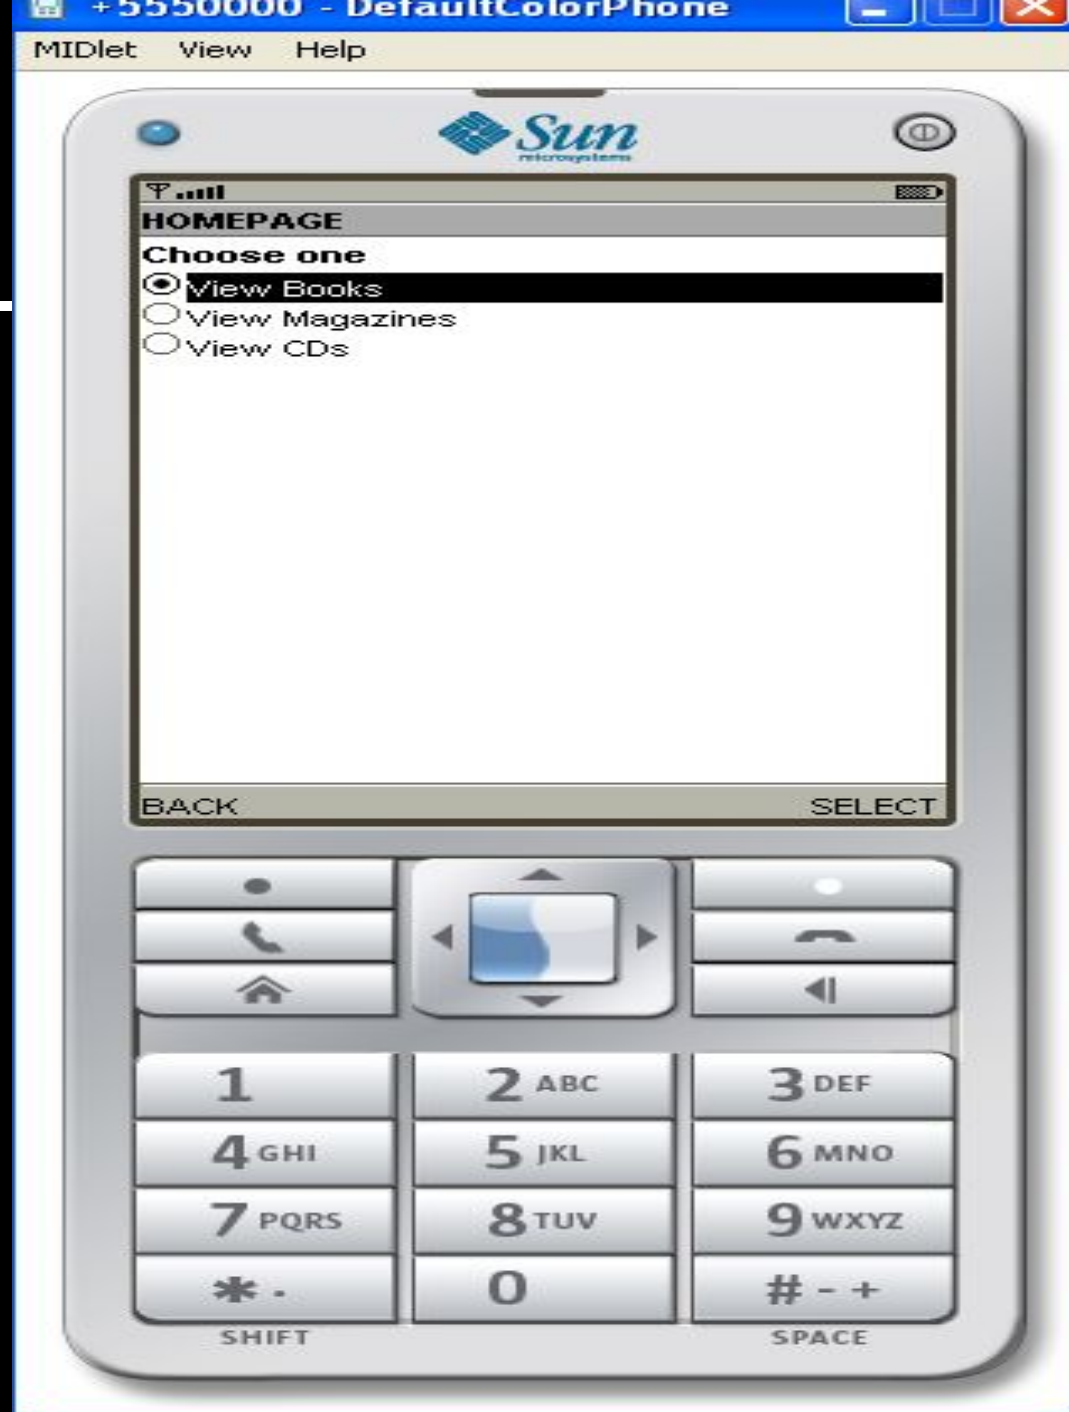 +5550000 - DefaultColorPhone
MIDlet View Help
Sun
microsystems
HOMEPAGE
Choose one
View Books
View Magazines
View CDs
BACK SELECT
1 2 ABC 3 DEF
4 GHI 5 JKL 6 MNO
7 PQRS 8 TUV 9 WXYZ
* . 0 # - +
SHIFT SPACE